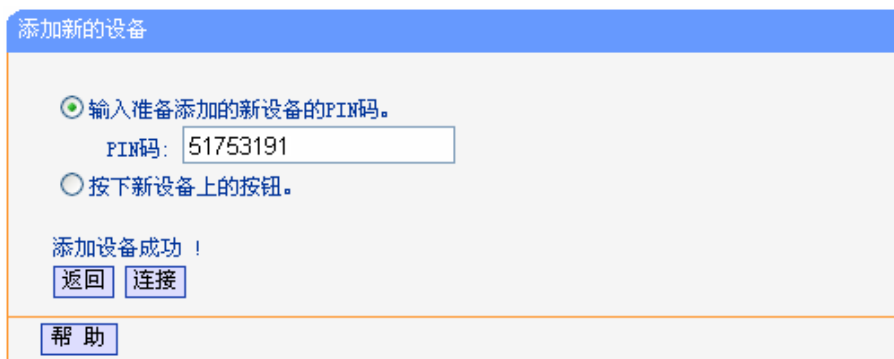 添加新的设备
输入准备添加的新设备的PIN码。
PIN码: 51753191
按下新设备上的按钮。
添加设备成功 !
返回 连接
帮 助